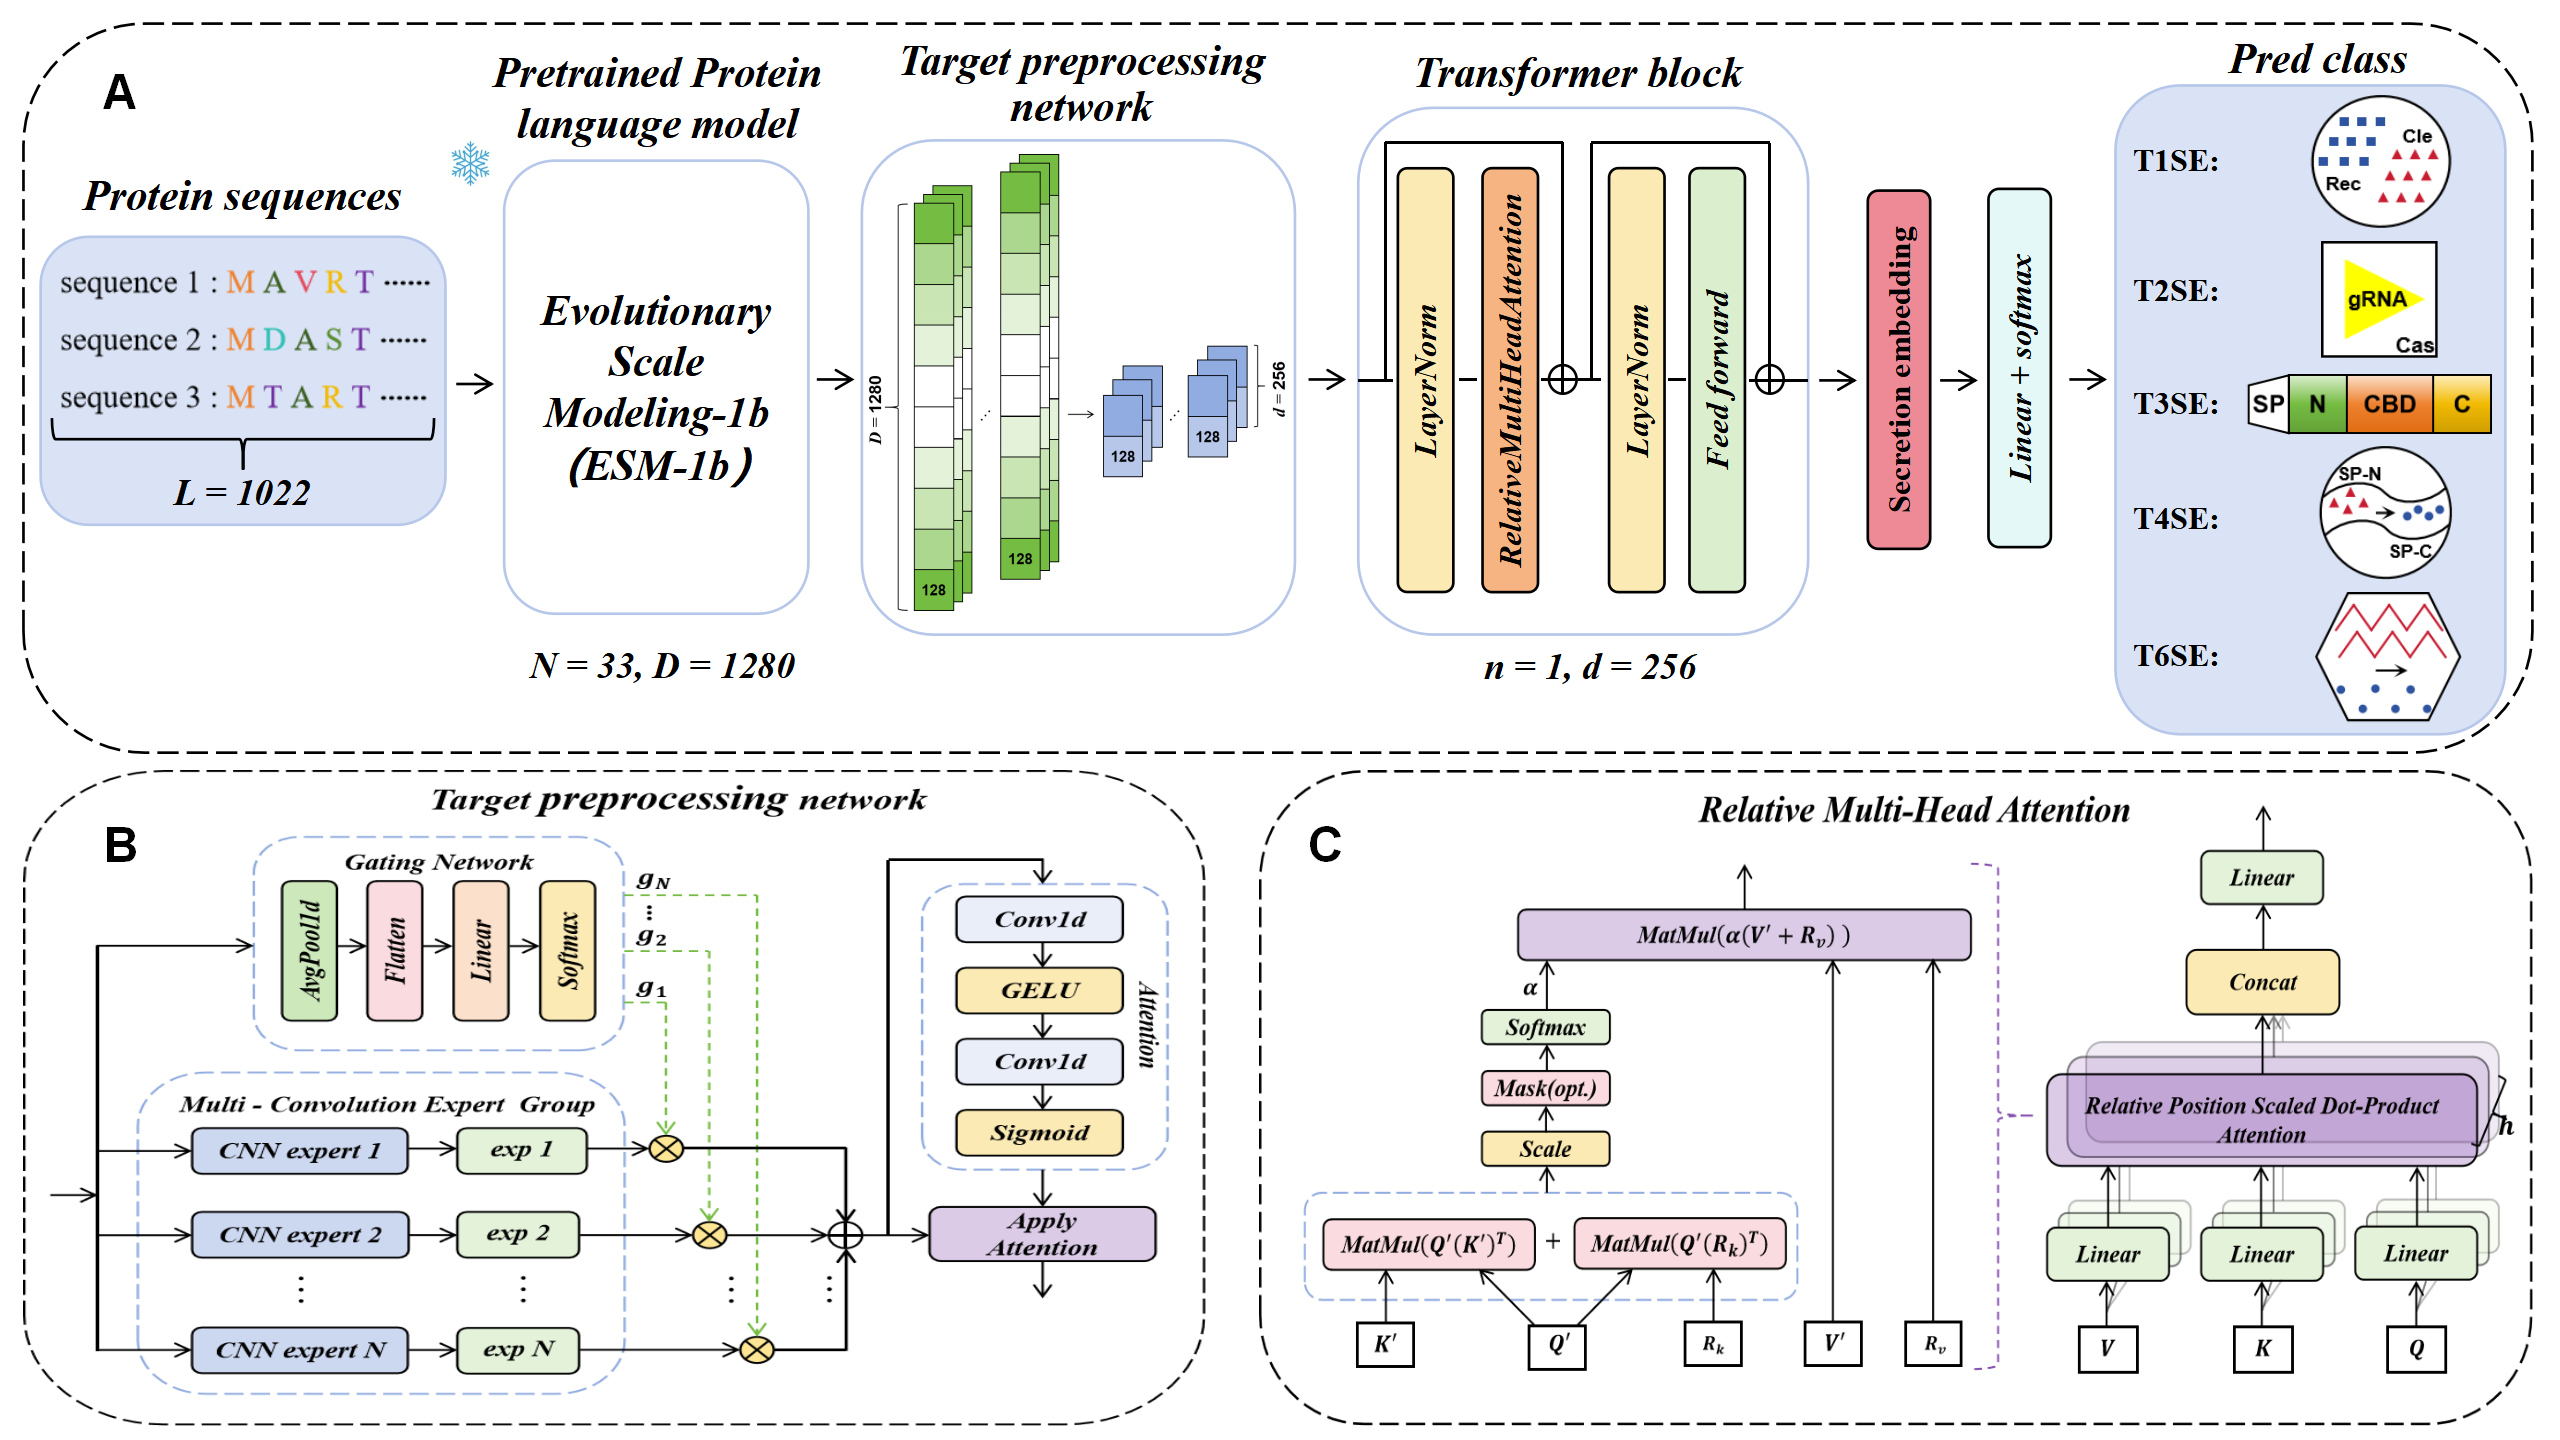 A
Protein sequences
sequence 1 : M A V R T ······
sequence 2 : M D A S T ······
sequence 3 : M T A R T ······
L = 1022
Pretrained Protein
language model
Evolutionary
Scale
Modeling-1b
(ESM-1b)
N = 33, D = 1280
Target preprocessing
network
D = 1280
128
128
128
128
d = 256
Transformer block
LayerNorm
RelativeMultiHeadAttention
LayerNorm
Feed forward
n = 1, d = 256
Secretion embedding
Linear + softmax
Pred class
T1SE:
Cle
Rec
T2SE:
gRNA
Cas
T3SE:
SP N CBD C
T4SE:
SP-N
SP-C
T6SE:
B
Target preprocessing network
Gating Network
AvgPool1d
Flatten
Linear
Softmax
g_N
⋮
g_2
g_1
Multi - Convolution Expert Group
CNN expert 1
exp 1
CNN expert 2
exp 2
⋮ ⋮ ⋮ ⋮
CNN expert N
exp N
Conv1d
GELU
Conv1d
Sigmoid
Attention
Apply
Attention
C
Relative Multi-Head Attention
MatMul(α(V′ + R_v) )
α
Softmax
Mask(opt.)
Scale
MatMul(Q′(K′)^T) + MatMul(Q′(R_k)^T)
K′ Q′ R_k V′ R_v
Linear
Concat
Relative Position Scaled Dot-Product
Attention
h
Linear Linear Linear
V K Q